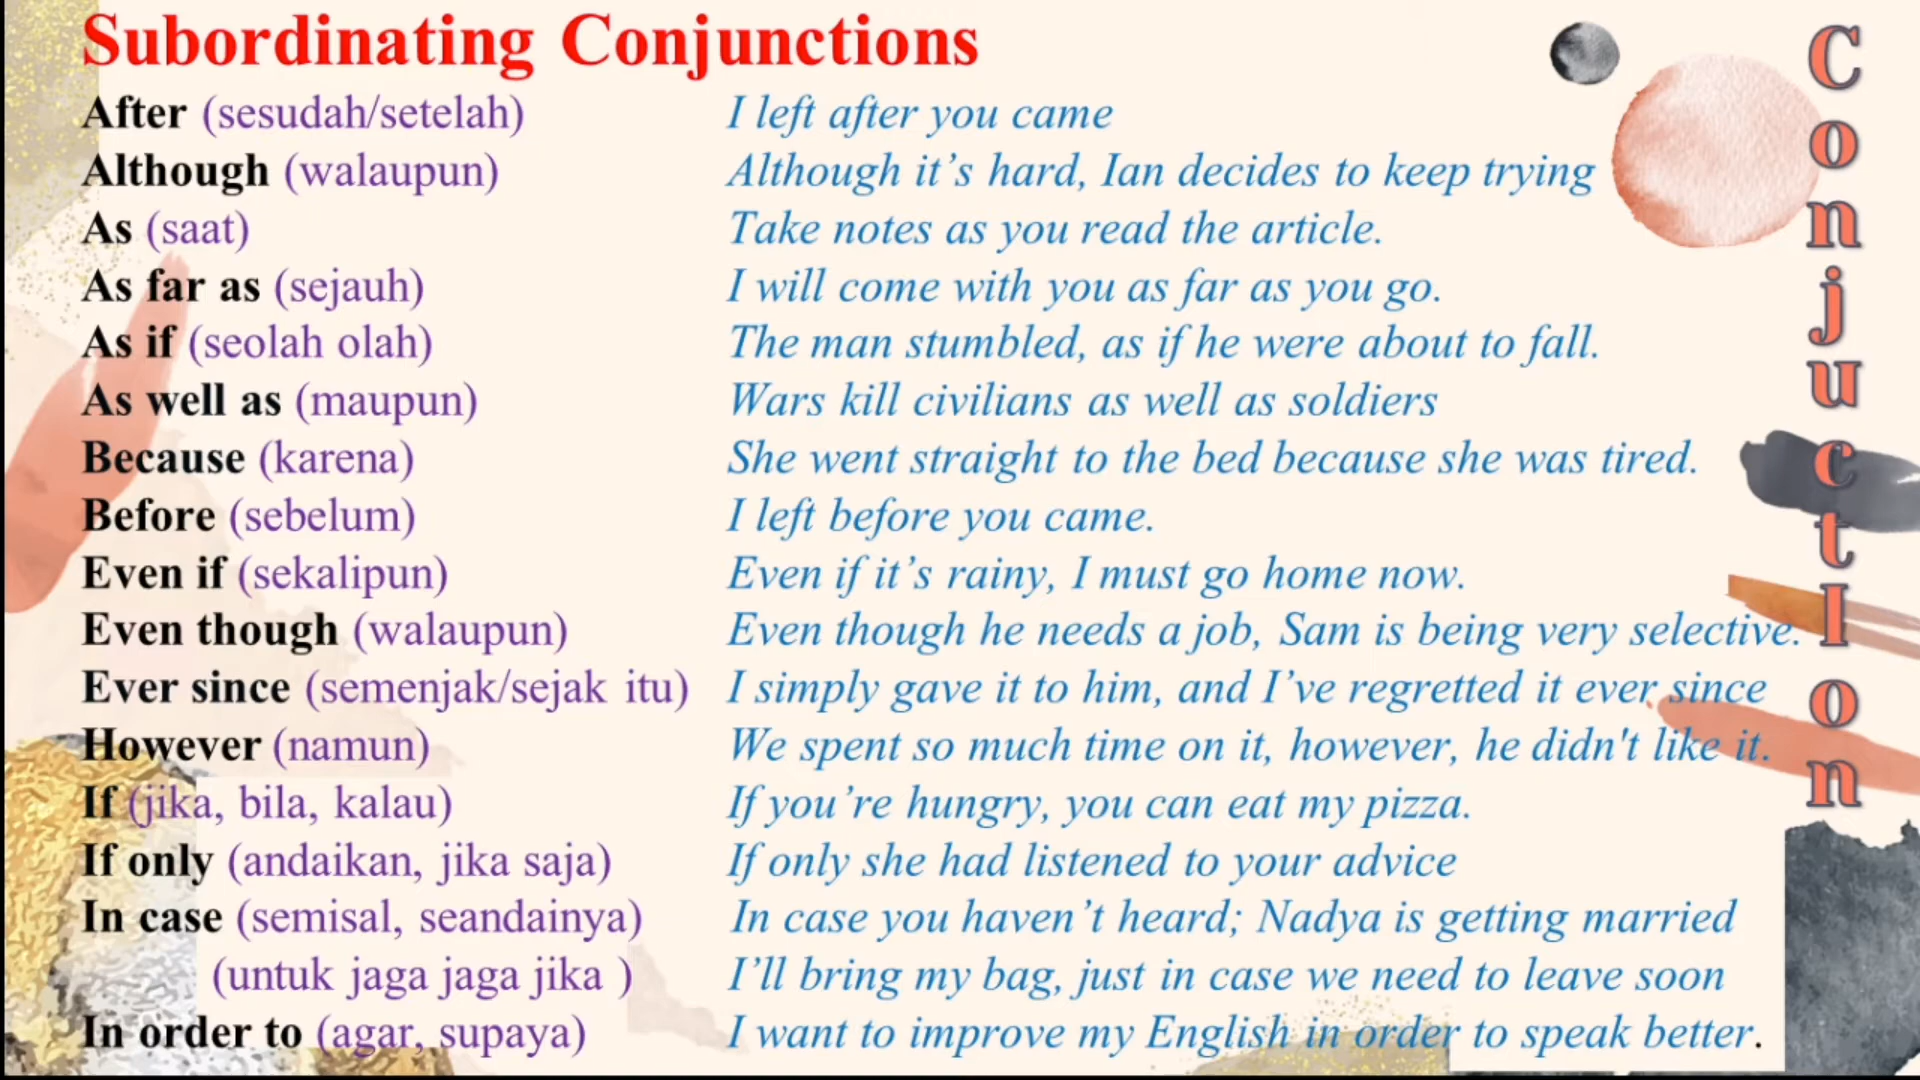 Subordinating Conjunctions
After (sesudah/setelah) I left after you came
Although (walaupun) Although it's hard, Ian decides to keep trying
As (saat) Take notes as you read the article.
As far as (sejauh) I will come with you as far as you go.
As if (seolah olah) The man stumbled, as if he were about to fall.
As well as (maupun) Wars kill civilians as well as soldiers
Because (karena) She went straight to the bed because she was tired.
Before (sebelum) I left before you came.
Even if (sekalipun) Even if it's rainy, I must go home now.
Even though (walaupun) Even though he needs a job, Sam is being very selective.
Ever since (semenjak/sejak itu) I simply gave it to him, and I've regretted it ever since
However (namun) We spent so much time on it, however, he didn't like it.
If (jika, bila, kalau) If you're hungry, you can eat my pizza.
If only (andaikan, jika saja) If only she had listened to your advice
In case (semisal, seandainya) In case you haven't heard; Nadya is getting married
(untuk jaga jaga jika ) I'll bring my bag, just in case we need to leave soon
In order to (agar, supaya) I want to improve my English in order to speak better.
ConjuctIon